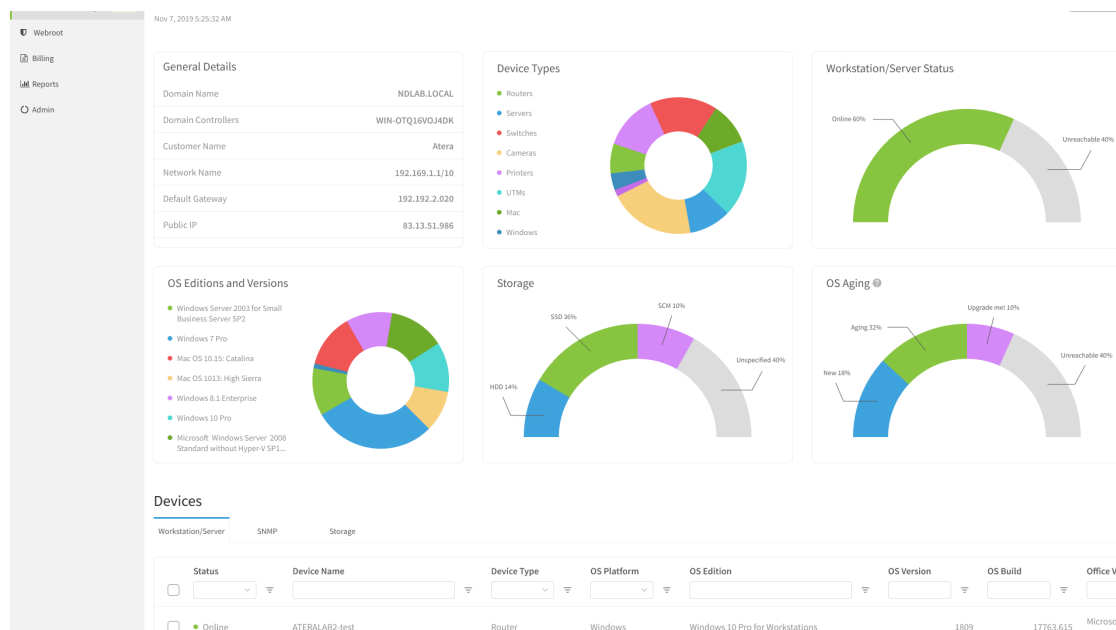 Nov 7, 2019 5:25:32 AM
Webroot
Billing
Reports
Admin
General Details
Domain Name NDLAB.LOCAL
Domain Controllers WIN-OTQ16VOJ4DK
Customer Name Atera
Network Name 192.169.1.1/10
Default Gateway 192.192.2.020
Public IP 83.13.51.986
Device Types
Routers
Servers
Switches
Cameras
Printers
UTMs
Mac
Windows
Workstation/Server Status
Online 60%
Unreachable 40%
OS Editions and Versions
Windows Server 2003 for Small
Business Server SP2
Windows 7 Pro
Mac OS 10.15: Catalina
Mac OS 1013: High Sierra
Windows 8.1 Enterprise
Windows 10 Pro
Microsoft Windows Server 2008
Standard without Hyper-V SP1...
Storage
SCM 10%
SSD 36%
Unspecified 40%
HDD 14%
OS Aging
Upgrade me! 10%
Aging 32%
Unreachable 40%
New 18%
Devices
Workstation/Server SNMP Storage
Status Device Name Device Type OS Platform OS Edition OS Version OS Build Office V
Online ATERALAB2-test Router Windows Windows 10 Pro for Workstations 1809 17763.615 Microso